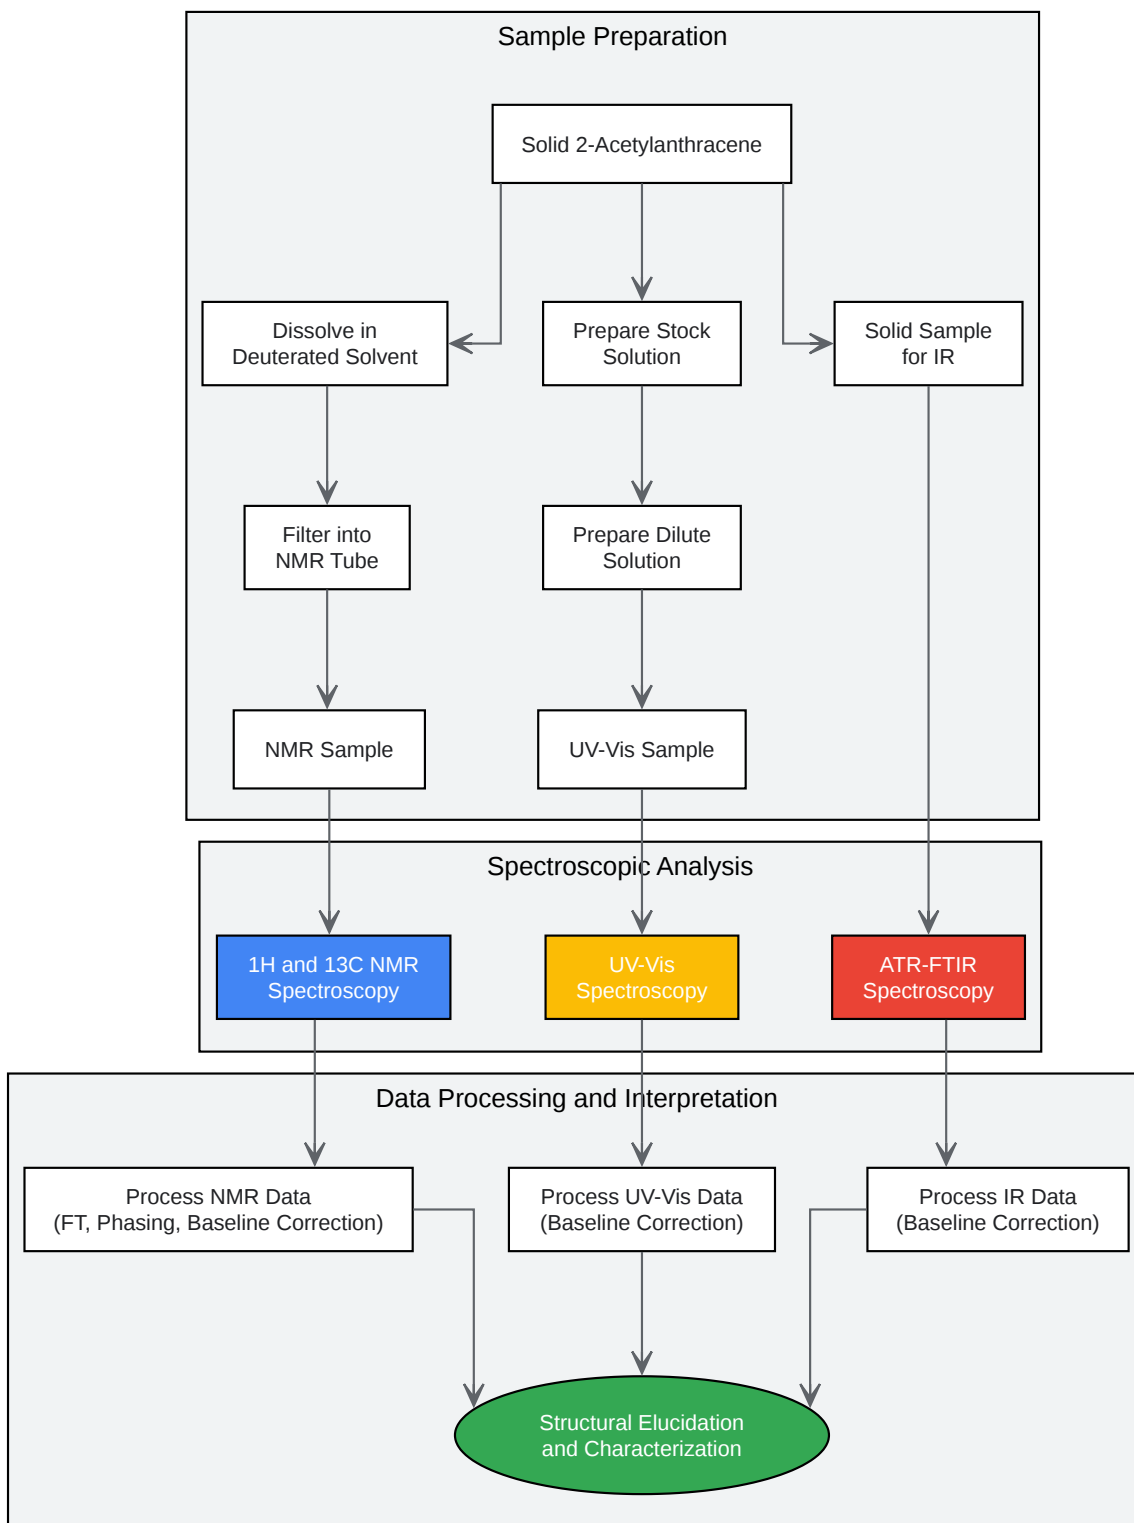 Sample Preparation
Solid 2-Acetylanthracene
Dissolve in
Deuterated Solvent
Prepare Stock
Solution
Solid Sample
for IR
Filter into
NMR Tube
Prepare Dilute
Solution
NMR Sample
UV-Vis Sample
Spectroscopic Analysis
1H and 13C NMR
Spectroscopy
UV-Vis
Spectroscopy
ATR-FTIR
Spectroscopy
Data Processing and Interpretation
Process NMR Data
(FT, Phasing, Baseline Correction)
Process UV-Vis Data
(Baseline Correction)
Process IR Data
(Baseline Correction)
Structural Elucidation
and Characterization